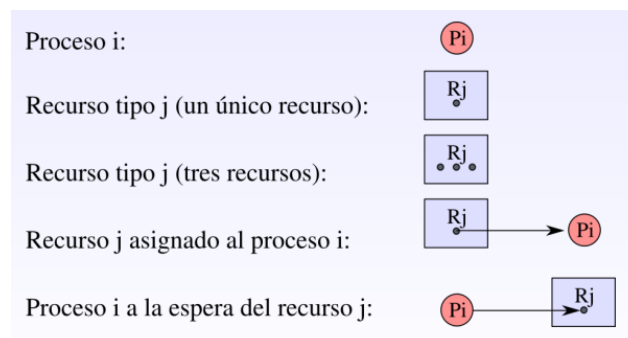 Proceso i: Pi
Recurso tipo j (un único recurso): Rj
Recurso tipo j (tres recursos): Rj
Recurso j asignado al proceso i: Rj Pi
Proceso i a la espera del recurso j: Pi Rj